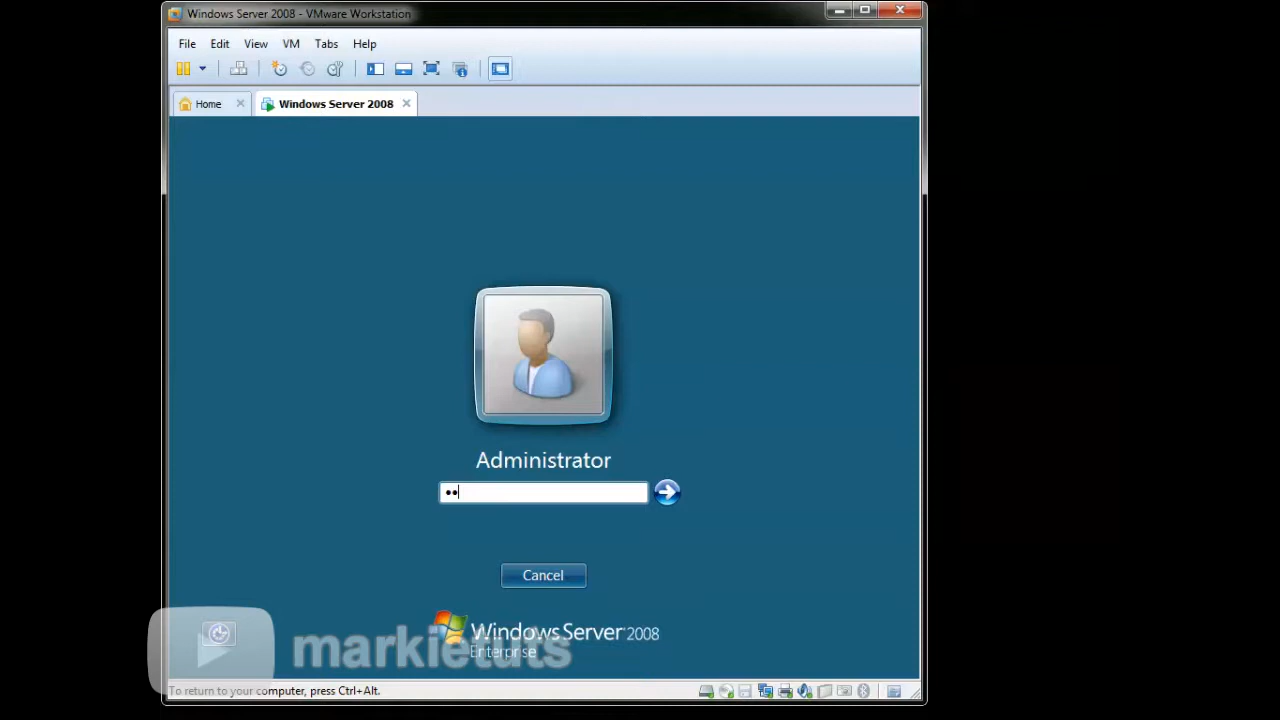 Windows Server 2008 - VMware Workstation
File Edit View VM Tabs Help
Home Windows Server 2008
Administrator
Cancel
Windows Server 2008
Enterprise
markietuts
To return to your computer, press Ctrl+Alt.